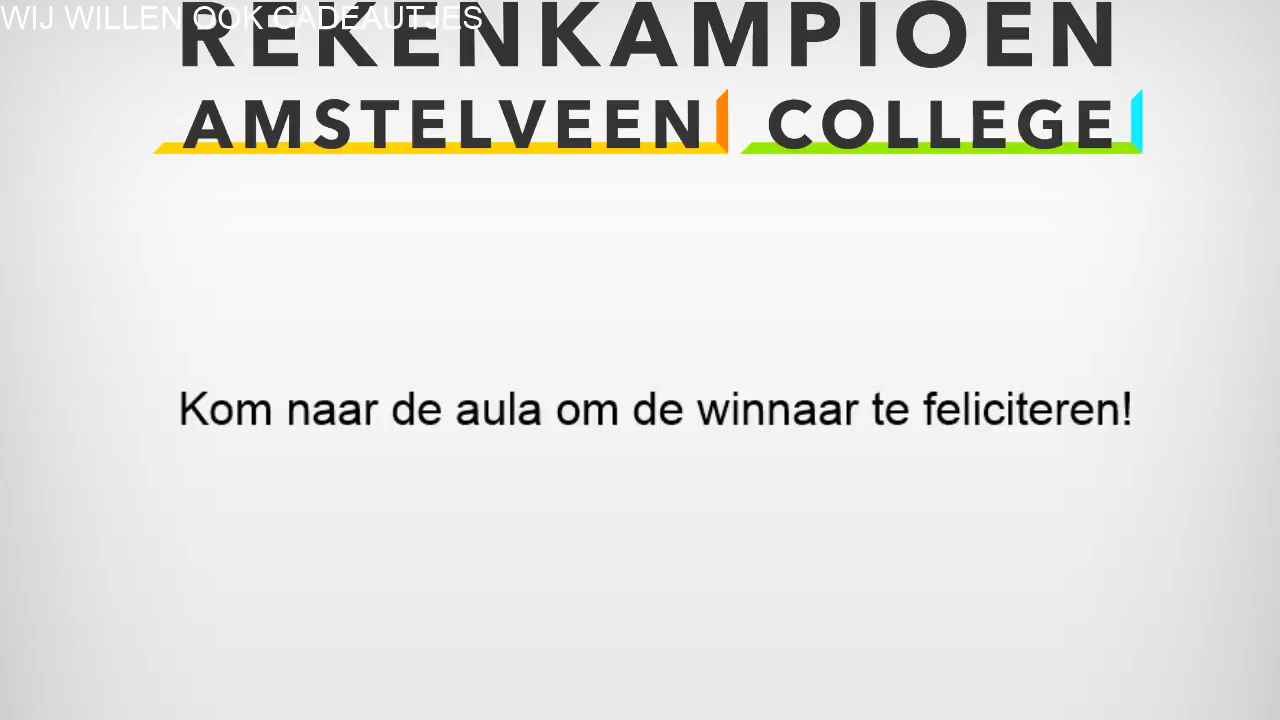 WIJ WILLEN OOK CADEAUTJES
REKENKAMPIOEN
AMSTELVEEN COLLEGE
Kom naar de aula om de winnaar te feliciteren!